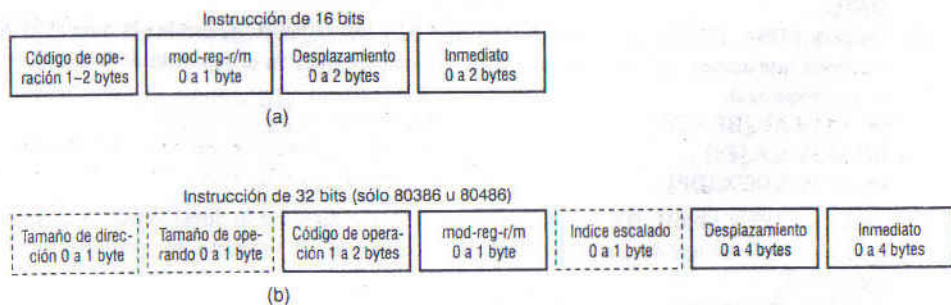 Instrucción de 16 bits
Código de ope-
ración 1–2 bytes
mod-reg-r/m
0 a 1 byte
Desplazamiento
0 a 2 bytes
Inmediato
0 a 2 bytes
(a)
Instrucción de 32 bits (sólo 80386 u 80486)
Tamaño de direc-
ción 0 a 1 byte
Tamaño de ope-
rando 0 a 1 byte
Código de opera-
ción 1 a 2 bytes
mod-reg-r/m
0 a 1 byte
Indice escalado
0 a 1 byte
Desplazamiento
0 a 4 bytes
Inmediato
0 a 4 bytes
(b)